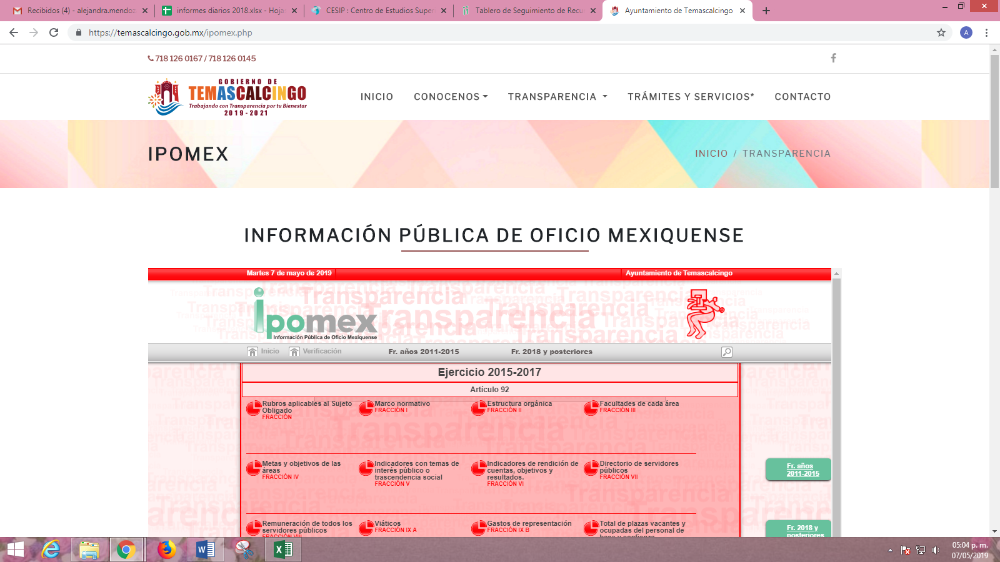 Recibidos (4) - alejandra.mendoz
informes diarios 2018.xlsx - Hoja
CESIP : Centro de Estudios Super
Tablero de Seguimiento de Recu
Ayuntamiento de Temascalcingo
https://temascalcingo.gob.mx/ipomex.php
A
718 126 0167 / 718 126 0145
GOBIERNO DE
TEMASCALCINGO
Trabajando con Transparencia por tu Bienestar
2019-2021
INICIO CONOCENOS TRANSPARENCIA TRÁMITES Y SERVICIOS* CONTACTO
IPOMEX
INICIO / TRANSPARENCIA
INFORMACIÓN PÚBLICA DE OFICIO MEXIQUENSE
Martes 7 de mayo de 2019
Ayuntamiento de Temascalcingo
Transparencia
ipomex
Información Pública de Oficio Mexiquense
Inicio Verificación Fr. años 2011-2015 Fr. 2018 y posteriores
Ejercicio 2015-2017
Artículo 92
Rubros aplicables al Sujeto
Obligado
FRACCIÓN
Marco normativo
FRACCIÓN I
Estructura orgánica
FRACCIÓN II
Facultades de cada área
FRACCIÓN III
Metas y objetivos de las
áreas
FRACCIÓN IV
Indicadores con temas de
interés público o
trascendencia social
FRACCIÓN V
Indicadores de rendición de
cuentas, objetivos y
resultados.
FRACCIÓN VI
Directorio de servidores
públicos
FRACCIÓN VII
Fr. años
2011-2015
Remuneración de todos los
servidores públicos
FRACCIÓN VIII
Viáticos
FRACCIÓN IX A
Gastos de representación
FRACCIÓN IX B
Total de plazas vacantes y
ocupadas del personal de
base y confianza
Fr. 2018 y
posteriores
05:04 p. m.
07/05/2019